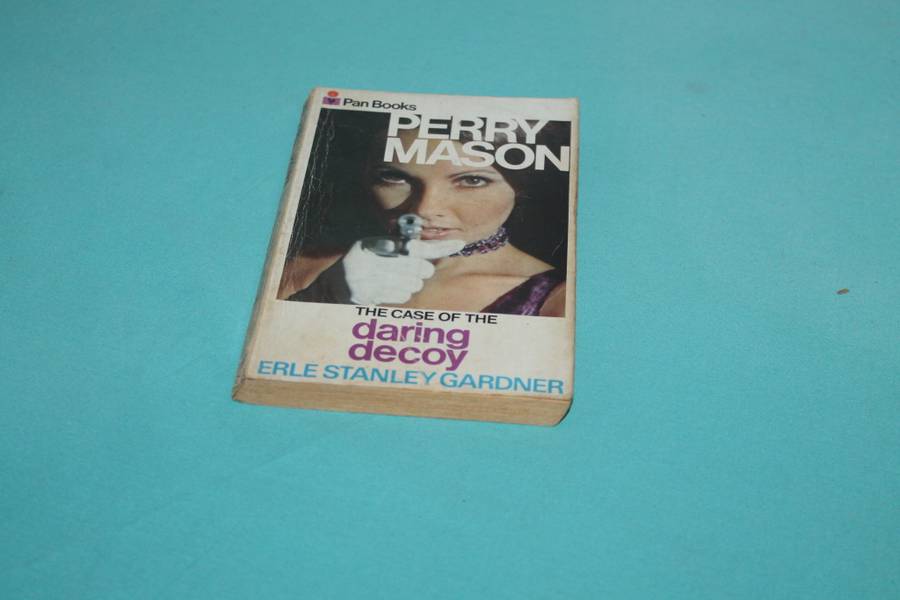 Pan Books
PERRY
MASON
THE CASE OF THE
daring
decoy
ERLE STANLEY GARDNER